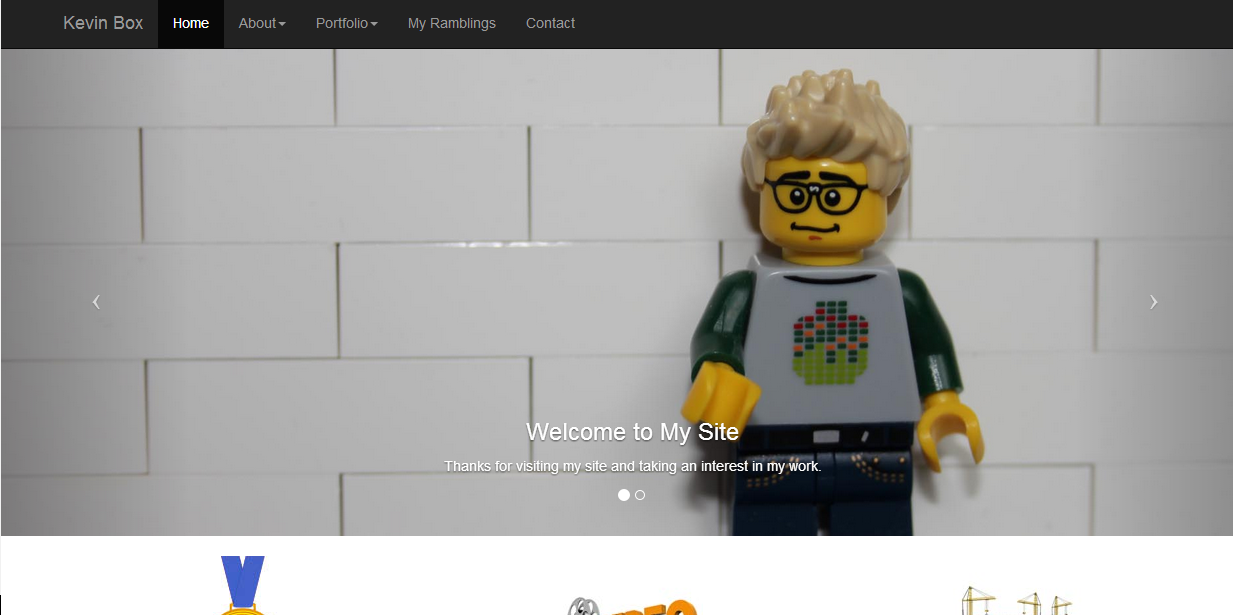 Kevin Box Home About Portfolio My Ramblings Contact
Welcome to My Site
Thanks for visiting my site and taking an interest in my work.